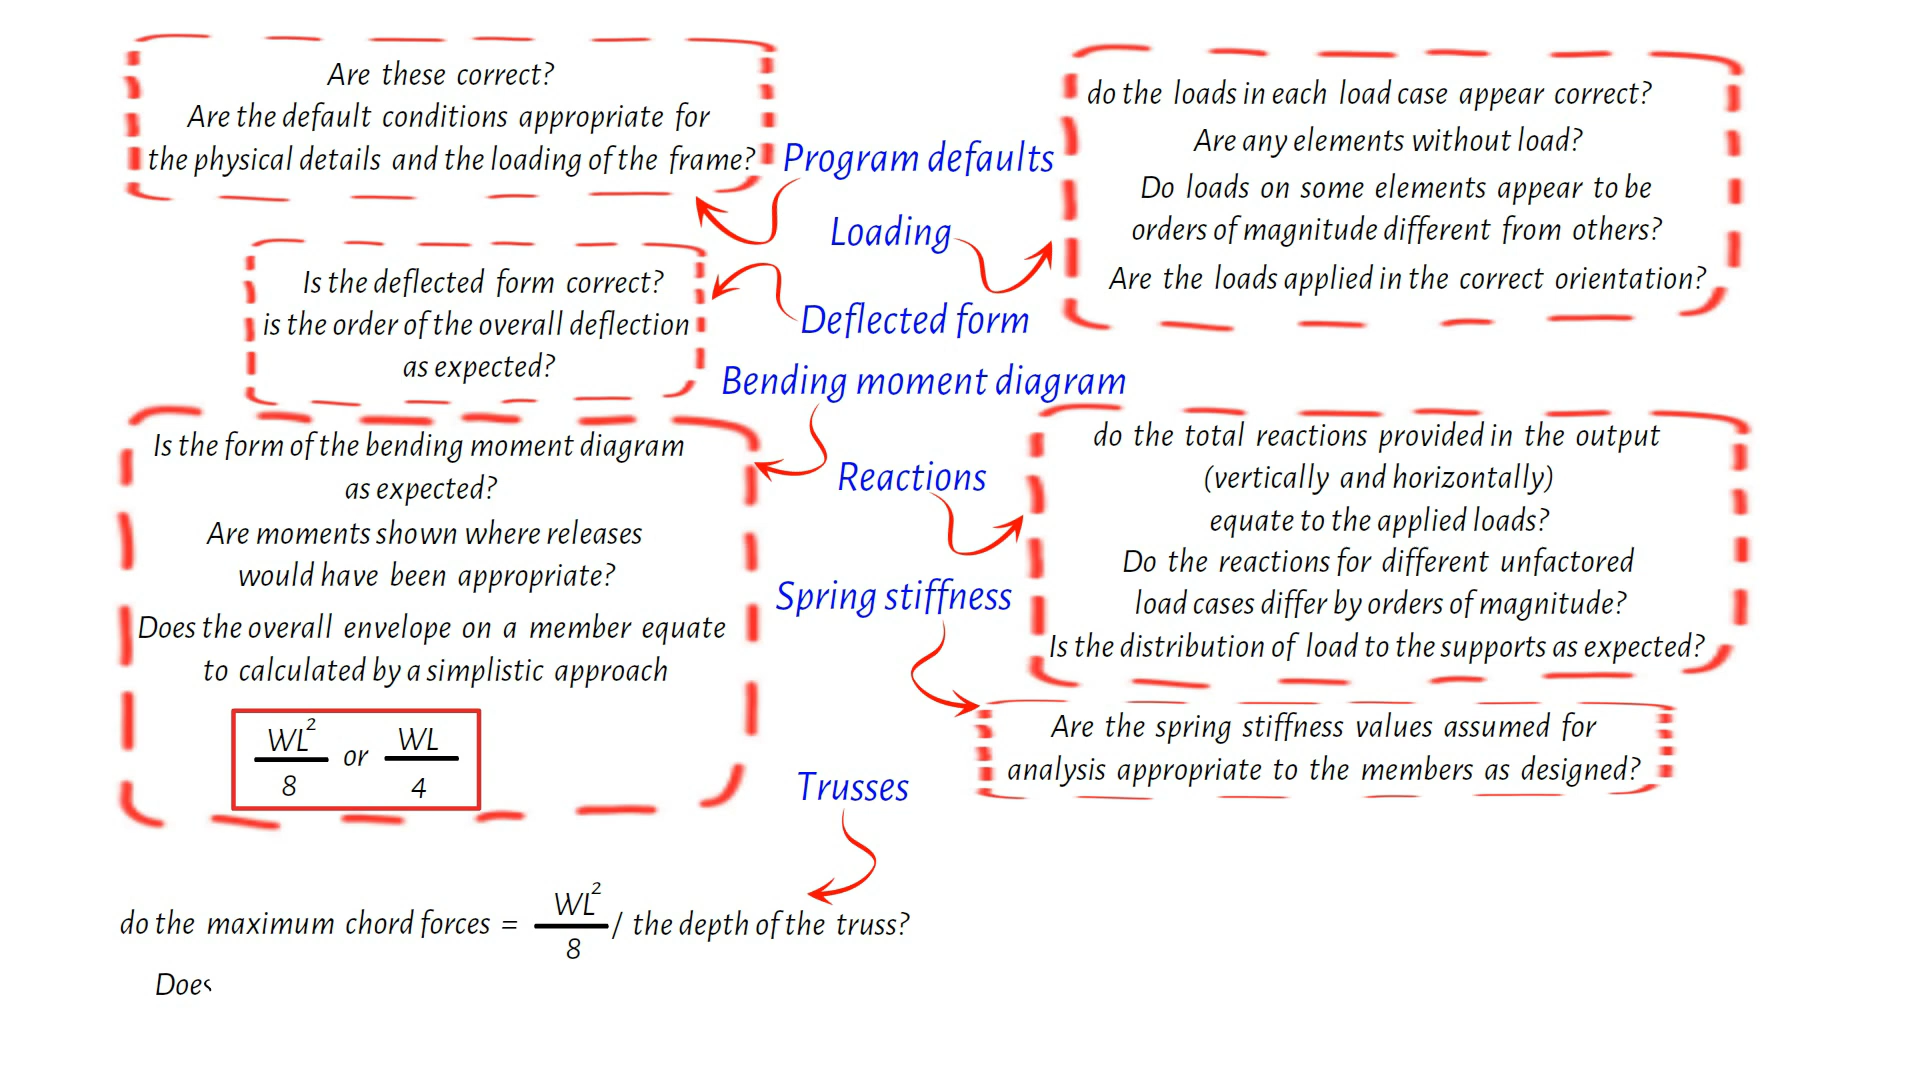 Are these correct?
Are the default conditions appropriate for
the physical details and the loading of the frame?
Program defaults
do the loads in each load case appear correct?
Are any elements without load?
Do loads on some elements appear to be
orders of magnitude different from others?
Are the loads applied in the correct orientation?
Loading
Is the deflected form correct?
is the order of the overall deflection
as expected?
Deflected form
Bending moment diagram
Is the form of the bending moment diagram
as expected?
Are moments shown where releases
would have been appropriate?
Does the overall envelope on a member equate
to calculated by a simplistic approach
WL²/8 or WL/4
Reactions
do the total reactions provided in the output
(vertically and horizontally)
equate to the applied loads?
Do the reactions for different unfactored
load cases differ by orders of magnitude?
Is the distribution of load to the supports as expected?
Spring stiffness
Are the spring stiffness values assumed for
analysis appropriate to the members as designed?
Trusses
do the maximum chord forces = WL²/8 / the depth of the truss?
Does